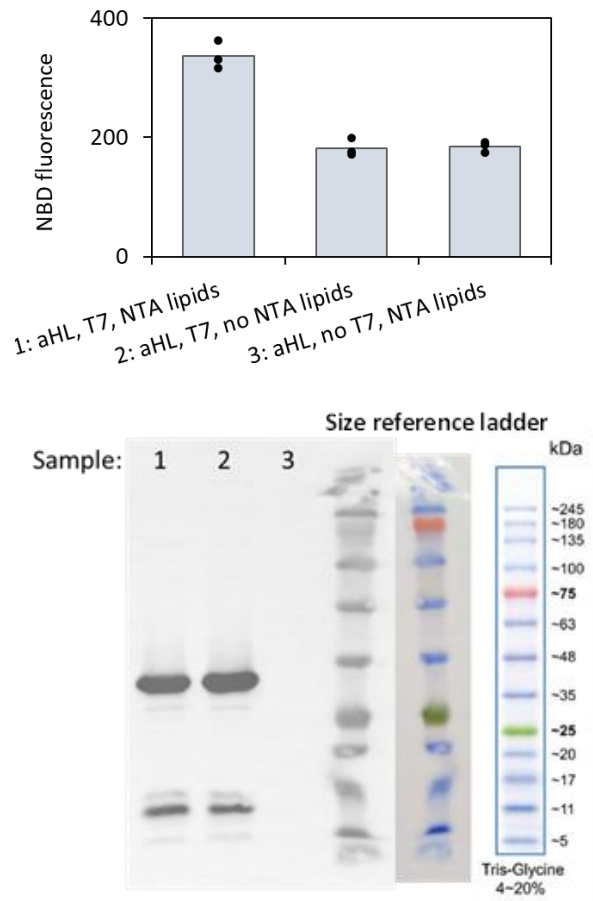 400
200
0
NBD fluorescence
1: aHL, T7, NTA lipids
2: aHL, T7, no NTA lipids
3: aHL, no T7, NTA lipids
Size reference ladder
Sample: 1 2 3
kDa
~245
~180
~135
~100
~75
~63
~48
~35
~25
~20
~17
~11
~5
Tris-Glycine
4~20%